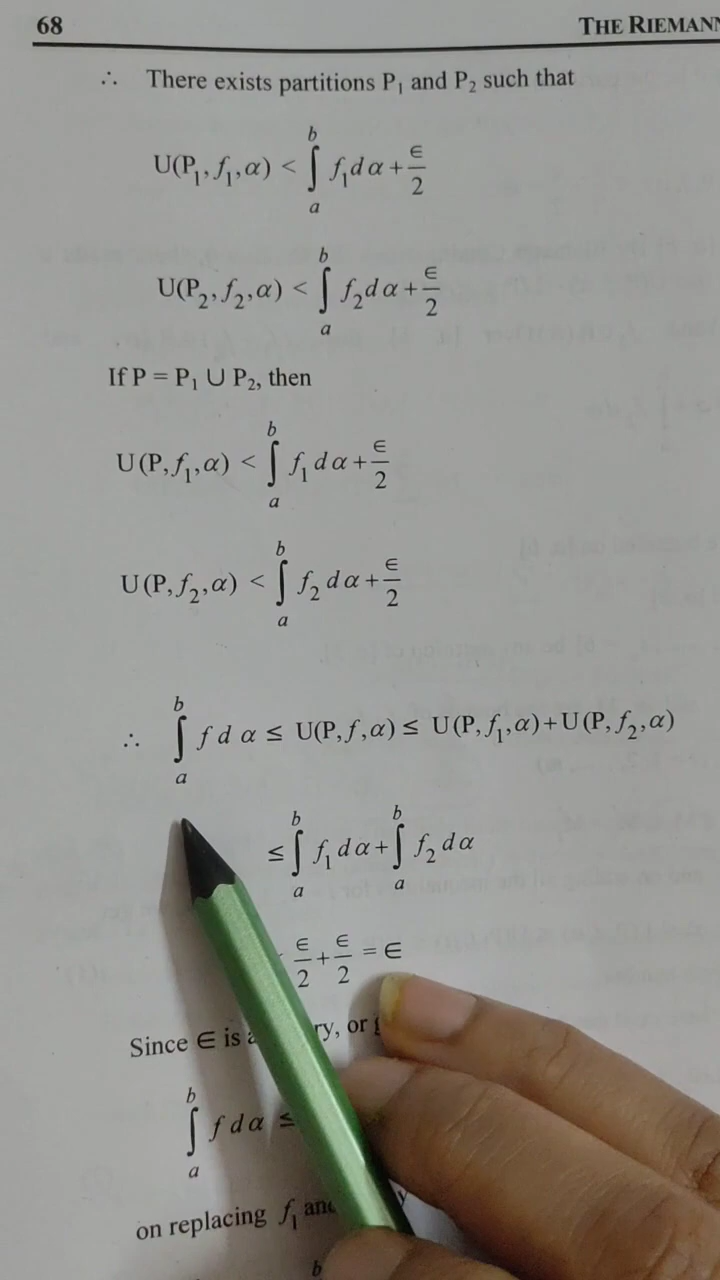 68 THE RIEMANN
∴ There exists partitions P₁ and P₂ such that
U(P₁, f₁, α) < ∫ₐᵇ f₁ dα + ∈/2
U(P₂, f₂, α) < ∫ₐᵇ f₂ dα + ∈/2
If P = P₁ ∪ P₂, then
U(P, f₁, α) < ∫ₐᵇ f₁ dα + ∈/2
U(P, f₂, α) < ∫ₐᵇ f₂ dα + ∈/2
∴ ∫ₐᵇ f dα ≤ U(P, f, α) ≤ U(P, f₁, α) + U(P, f₂, α)
≤ ∫ₐᵇ f₁ dα + ∫ₐᵇ f₂ dα
∈/2 + ∈/2 = ∈
Since ∈ is or
∫ₐᵇ f dα ≤
on replacing f₁ and
b